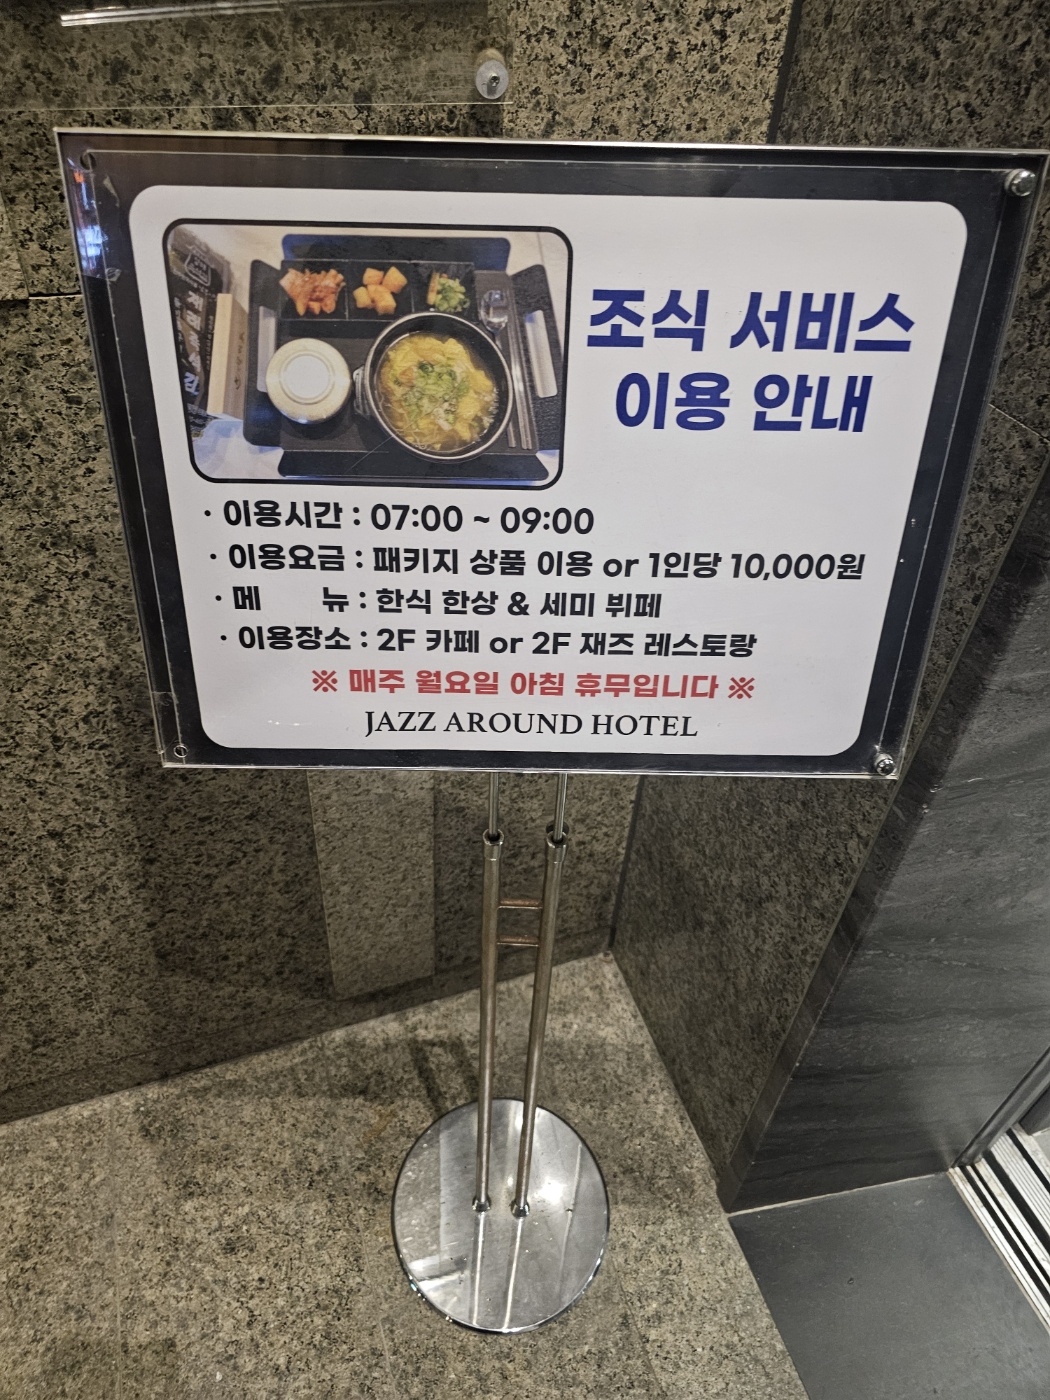 조식 서비스
이용 안내
· 이용시간 : 07:00 ~ 09:00
· 이용요금 : 패키지 상품 이용 or 1인당 10,000원
· 메 뉴 : 한식 한상 & 세미 뷔페
· 이용장소 : 2F 카페 or 2F 재즈 레스토랑
※ 매주 월요일 아침 휴무입니다 ※
JAZZ AROUND HOTEL